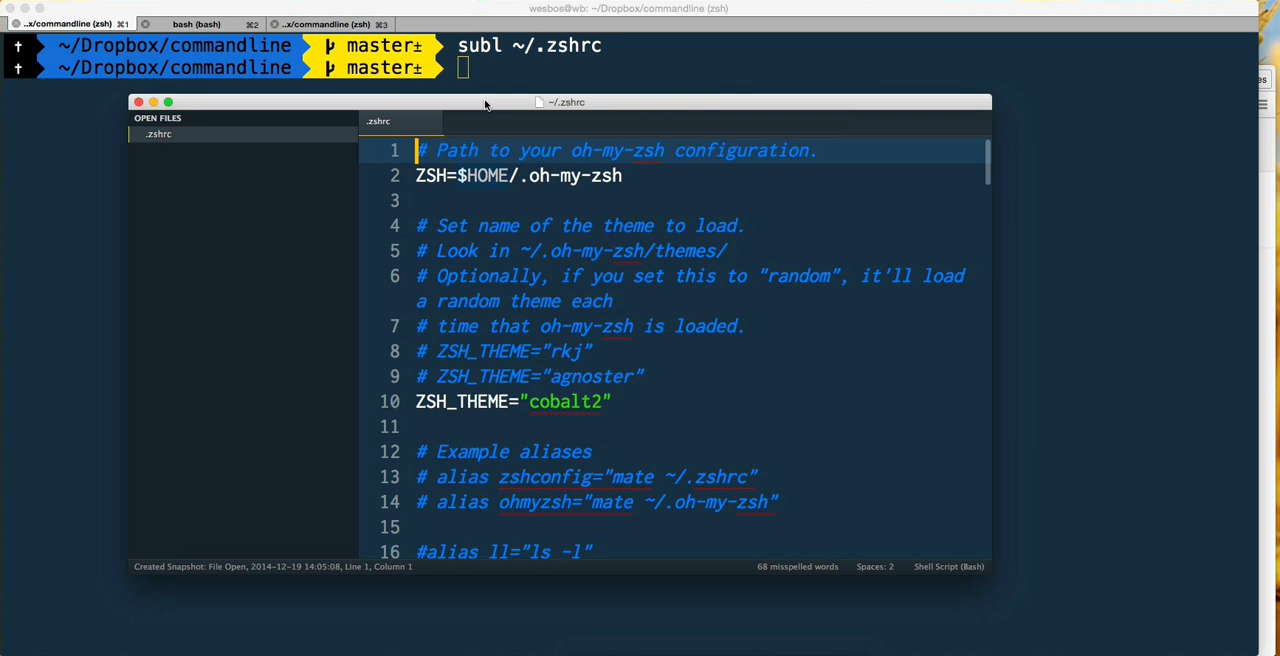 wesbos@wb: ~/Dropbox/commandline (zsh)
..x/commandline (zsh) ⌘1 bash (bash) ⌘2 ..x/commandline (zsh) ⌘3
~/Dropbox/commandline master± subl ~/.zshrc
~/Dropbox/commandline master±
~/.zshrc
OPEN FILES
.zshrc
.zshrc
1 # Path to your oh-my-zsh configuration.
2 ZSH=$HOME/.oh-my-zsh
3
4 # Set name of the theme to load.
5 # Look in ~/.oh-my-zsh/themes/
6 # Optionally, if you set this to "random", it'll load
a random theme each
7 # time that oh-my-zsh is loaded.
8 # ZSH_THEME="rkj"
9 # ZSH_THEME="agnoster"
10 ZSH_THEME="cobalt2"
11
12 # Example aliases
13 # alias zshconfig="mate ~/.zshrc"
14 # alias ohmyzsh="mate ~/.oh-my-zsh"
15
16 #alias ll="ls -l"
Created Snapshot: File Open, 2014-12-19 14:05:08, Line 1, Column 1 68 misspelled words Spaces: 2 Shell Script (Bash)